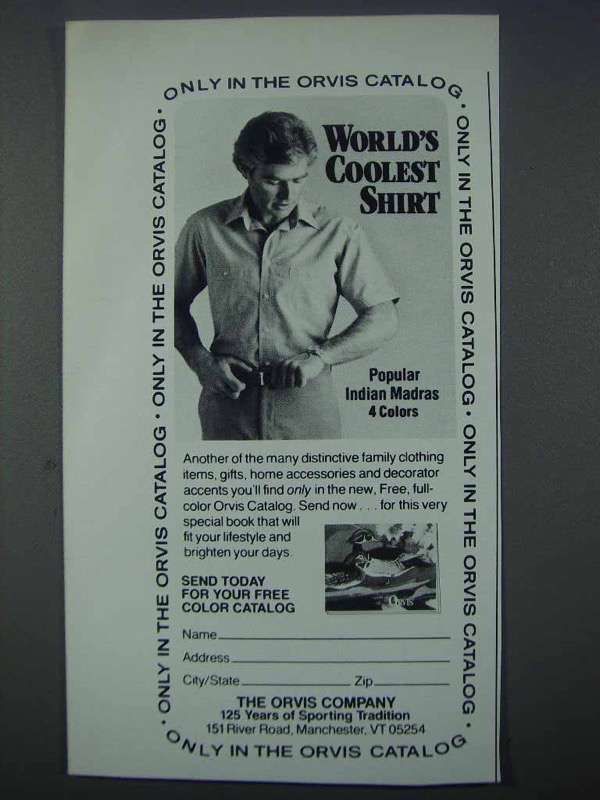 ONLY IN THE ORVIS CATALOG • ONLY IN THE ORVIS CATALOG • ONLY IN THE ORVIS CATALOG •
ONLY IN THE ORVIS CATALOG
• ONLY IN THE ORVIS CATALOG • ONLY IN THE ORVIS CATALOG •
WORLD'S
COOLEST
SHIRT
Popular
Indian Madras
4 Colors
Another of the many distinctive family clothing
items, gifts, home accessories and decorator
accents you'll find only in the new, Free, full-
color Orvis Catalog. Send now . . . for this very
special book that will
fit your lifestyle and
brighten your days.
ORVIS
SEND TODAY
FOR YOUR FREE
COLOR CATALOG
Name
Address
City/State Zip
THE ORVIS COMPANY
125 Years of Sporting Tradition
151 River Road, Manchester, VT 05254